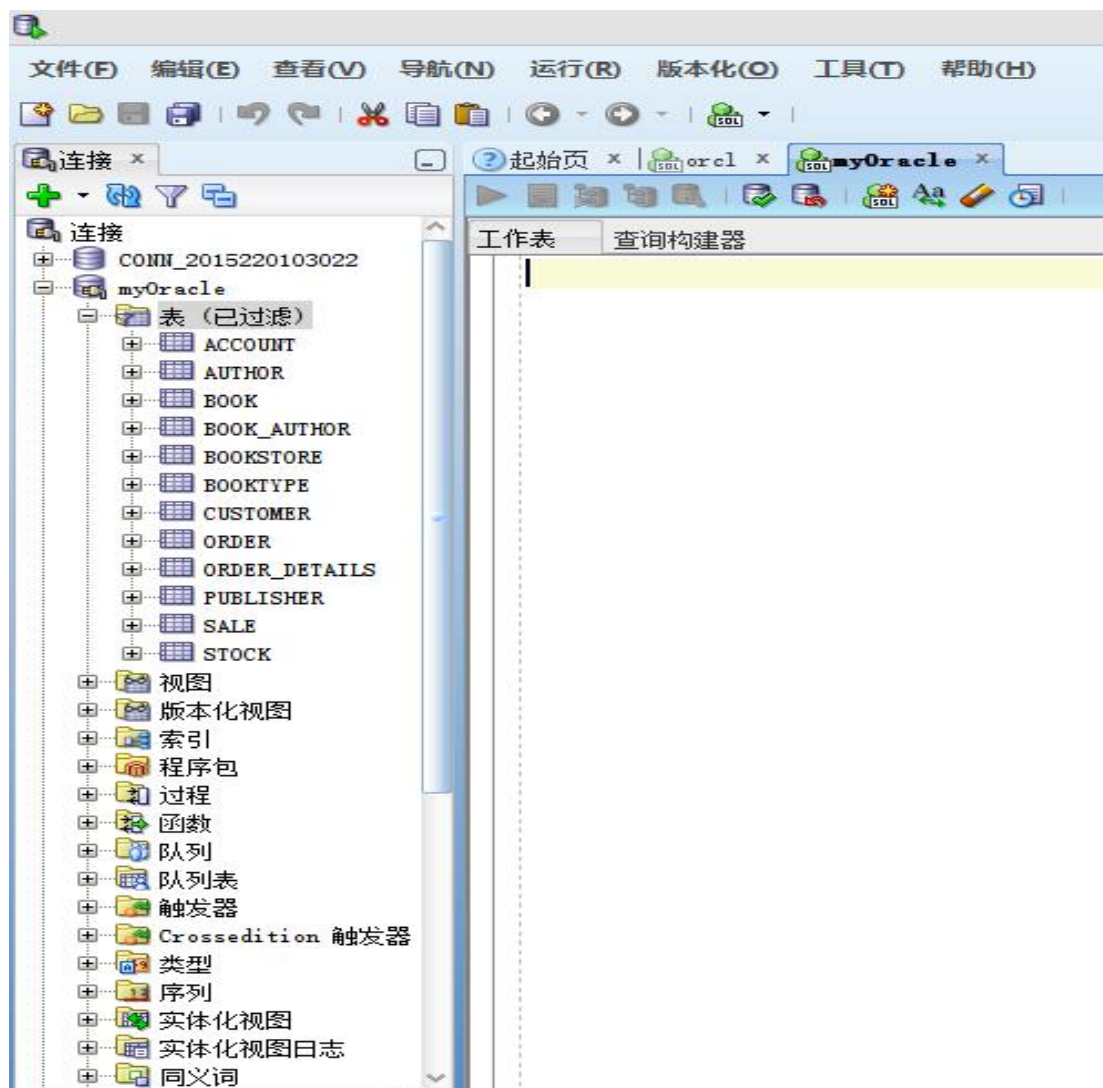 文件(F) 编辑(E) 查看(V) 导航(N) 运行(R) 版本化(O) 工具(T) 帮助(H)
SQL
连接
起始页 orcl myOracle
SQL Aa
连接
工作表 查询构建器
CONN_2015220103022
myOracle
表 (已过滤)
ACCOUNT
AUTHOR
BOOK
BOOK_AUTHOR
BOOKSTORE
BOOKTYPE
CUSTOMER
ORDER
ORDER_DETAILS
PUBLISHER
SALE
STOCK
视图
版本化视图
索引
程序包
过程
函数
队列
队列表
触发器
Crossedition 触发器
类型
序列
实体化视图
实体化视图日志
同义词